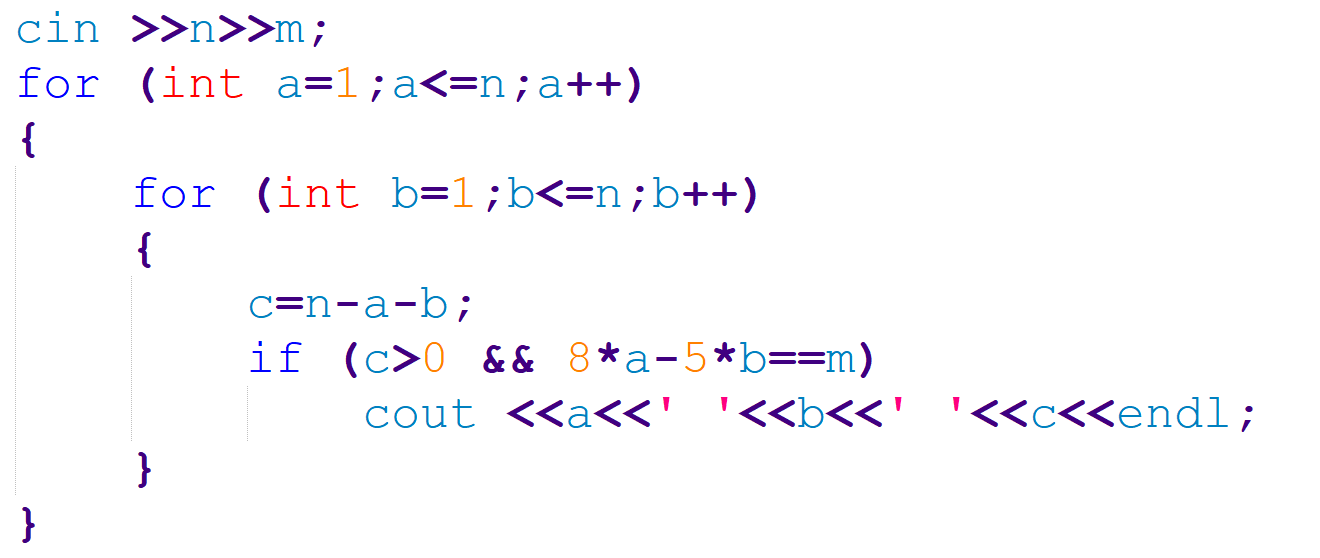 cin >>n>>m;
for (int a=1;a<=n;a++)
{
    for (int b=1;b<=n;b++)
    {
        c=n-a-b;
        if (c>0 && 8*a-5*b==m)
            cout <<a<<' '<<b<<' '<<c<<endl;
    }
}